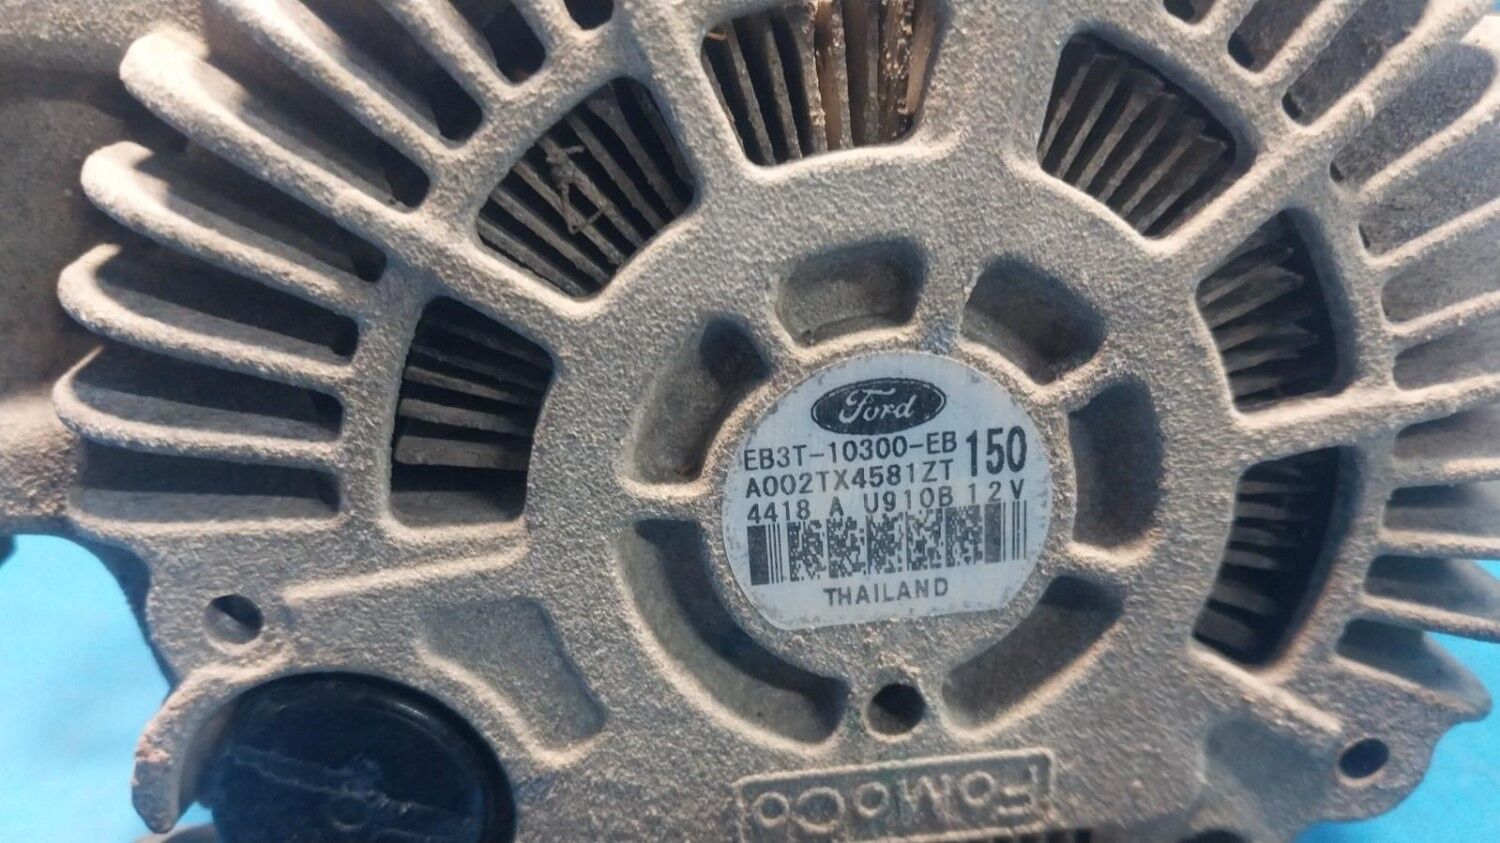 Ford
EB3T-10300-EB 150
A002TX4581ZT
4418 A U910B 12V
THAILAND
FoMoCo